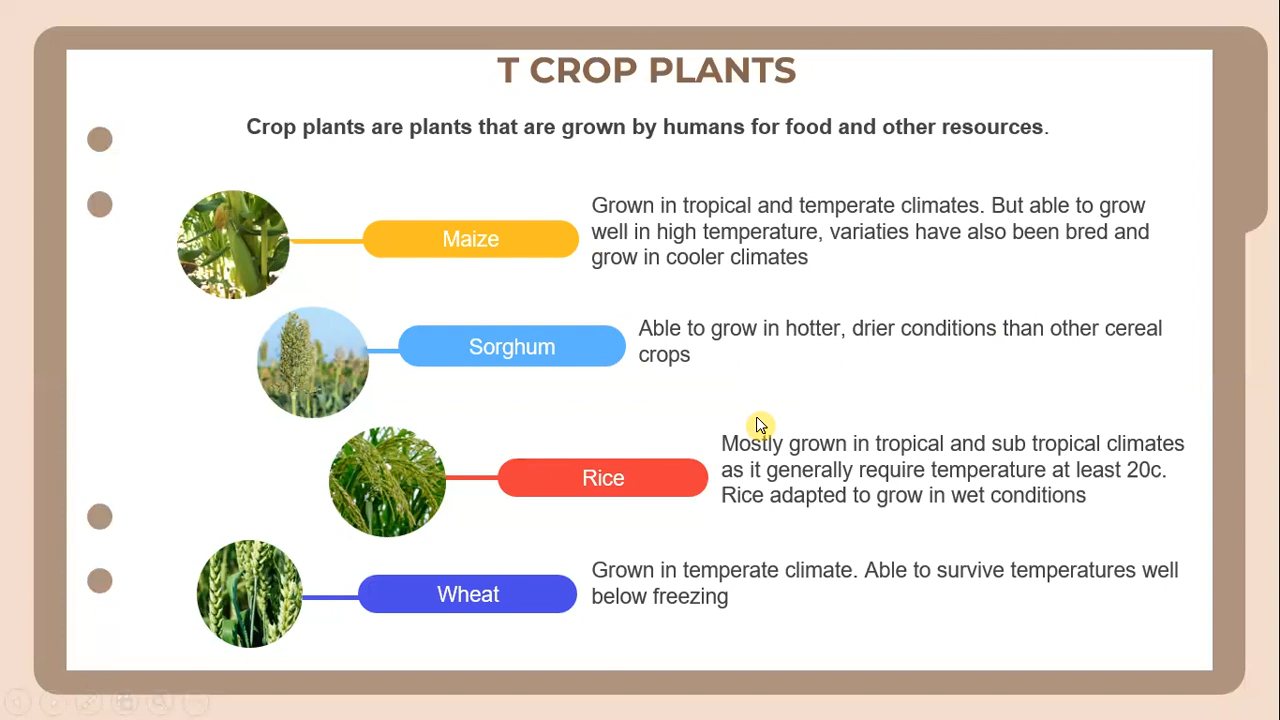 T CROP PLANTS
Crop plants are plants that are grown by humans for food and other resources.
Maize
Grown in tropical and temperate climates. But able to grow
well in high temperature, variaties have also been bred and
grow in cooler climates
Sorghum
Able to grow in hotter, drier conditions than other cereal
crops
Rice
Mostly grown in tropical and sub tropical climates
as it generally require temperature at least 20c.
Rice adapted to grow in wet conditions
Wheat
Grown in temperate climate. Able to survive temperatures well
below freezing